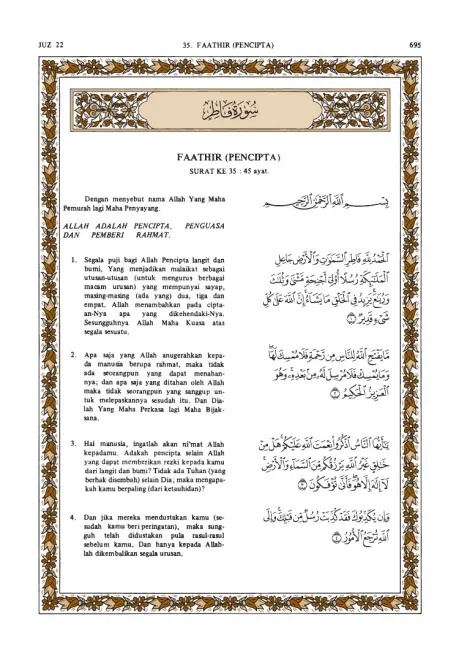 JUZ 22 35. FAATHIR (PENCIPTA) 695
سُورَةُ فَاطِرٍ
FAATHIR (PENCIPTA)
SURAT KE 35 : 45 ayat.
Dengan menyebut nama Allah Yang Maha
Pemurah lagi Maha Penyayang.
بِسْمِ اللَّهِ الرَّحْمَٰنِ الرَّحِيمِ
ALLAH ADALAH PENCIPTA, PENGUASA
DAN PEMBERI RAHMAT.
1. Segala puji bagi Allah Pencipta langit dan
bumi, Yang menjadikan malaikat sebagai
utusan-utusan (untuk mengurus berbagai
macam urusan) yang mempunyai sayap,
masing-masing (ada yang) dua, tiga dan
empat. Allah menambahkan pada cipta-
an-Nya apa yang dikehendaki-Nya.
Sesungguhnya Allah Maha Kuasa atas
segala sesuatu.
الْحَمْدُ لِلَّهِ فَاطِرِ السَّمَٰوَٰتِ وَالْأَرْضِ جَاعِلِ
الْمَلَٰئِكَةِ رُسُلًا أُولِي أَجْنِحَةٍ مَثْنَىٰ وَثُلَٰثَ
وَرُبَٰعَ يَزِيدُ فِي الْخَلْقِ مَا يَشَاءُ إِنَّ اللَّهَ عَلَىٰ كُلِّ
شَيْءٍ قَدِيرٌ ١
2. Apa saja yang Allah anugerahkan kepa-
da manusia berupa rahmat, maka tidak
ada seorangpun yang dapat menahan-
nya; dan apa saja yang ditahan oleh Allah
maka tidak seorangpun yang sanggup un-
tuk melepaskannya sesudah itu. Dan Dia-
lah Yang Maha Perkasa lagi Maha Bijak-
sana.
مَا يَفْتَحِ اللَّهُ لِلنَّاسِ مِنْ رَحْمَةٍ فَلَا مُمْسِكَ لَهَا
وَمَا يُمْسِكْ فَلَا مُرْسِلَ لَهُ مِنْ بَعْدِهِ وَهُوَ
الْعَزِيزُ الْحَكِيمُ ٢
3. Hai manusia, ingatlah akan ni'mat Allah
kepadamu. Adakah pencipta selain Allah
yang dapat memberikan rezki kepada kamu
dari langit dan bumi? Tidak ada Tuhan (yang
berhak disembah) selain Dia, maka mengapa-
kah kamu berpaling (dari ketauhidan)?
يَٰأَيُّهَا النَّاسُ اذْكُرُوا نِعْمَتَ اللَّهِ عَلَيْكُمْ هَلْ مِنْ
خَٰلِقٍ غَيْرُ اللَّهِ يَرْزُقُكُمْ مِنَ السَّمَاءِ وَالْأَرْضِ
لَا إِلَٰهَ إِلَّا هُوَ فَأَنَّىٰ تُؤْفَكُونَ ٣
4. Dan jika mereka mendustakan kamu (se-
sudah kamu beri peringatan), maka sung-
guh telah didustakan pula rasul-rasul
sebelum kamu. Dan hanya kepada Allah-
lah dikembalikan segala urusan.
وَإِنْ يُكَذِّبُوكَ فَقَدْ كُذِّبَتْ رُسُلٌ مِنْ قَبْلِكَ وَإِلَى
اللَّهِ تُرْجَعُ الْأُمُورُ ٤